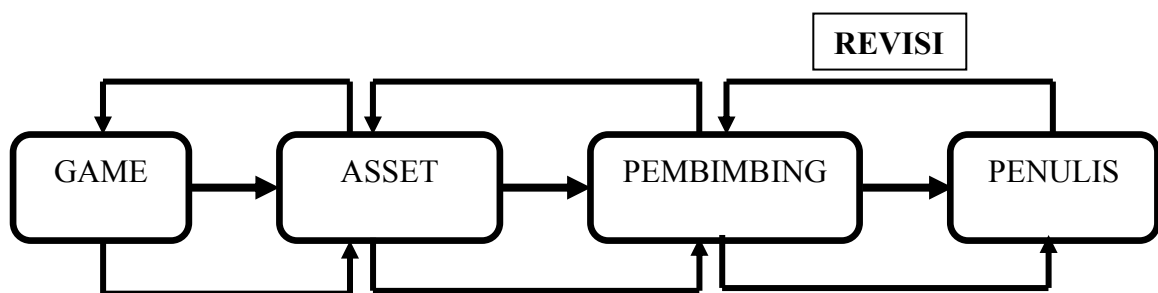 REVISI
GAME
ASSET
PEMBIMBING
PENULIS